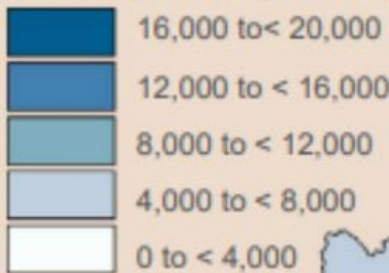 16,000 to< 20,000
12,000 to < 16,000
8,000 to < 12,000
4,000 to < 8,000
0 to < 4,000